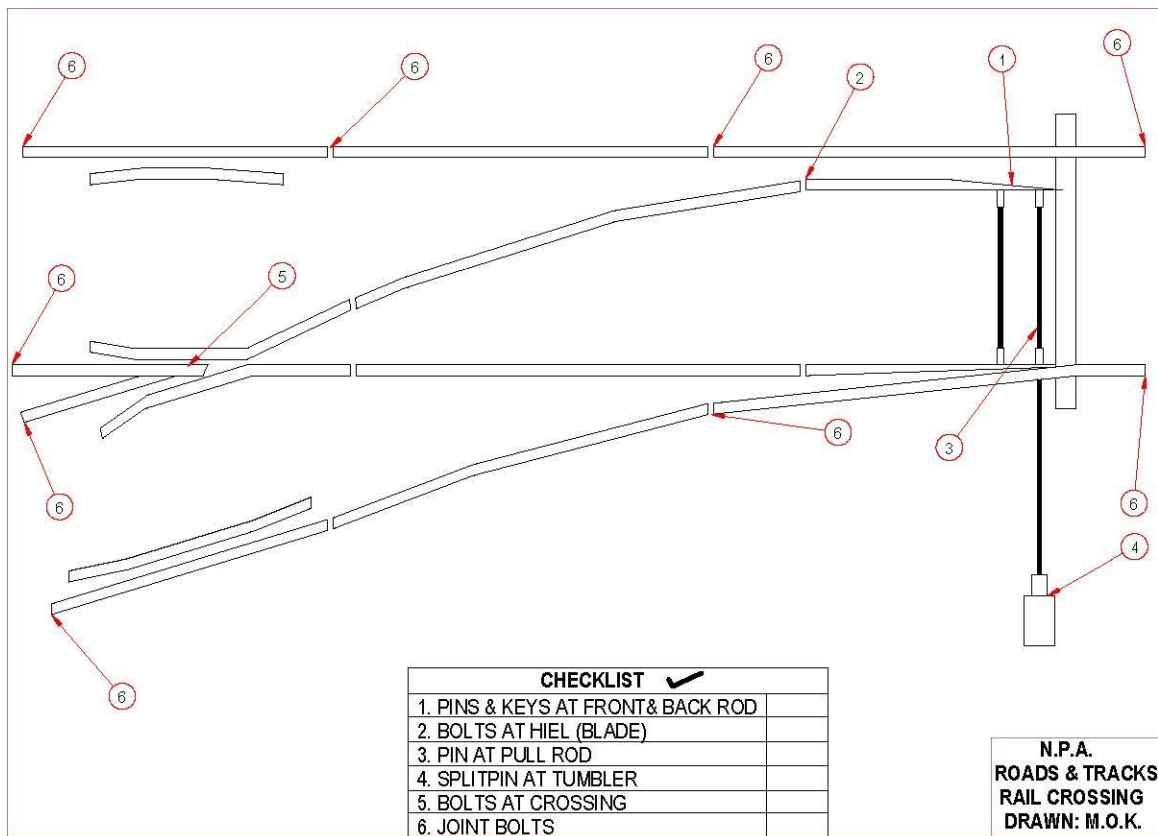 6
6
6
6
1
2
6
5
6
3
6
6
4
6
CHECKLIST
1. PINS & KEYS AT FRONT& BACK ROD
2. BOLTS AT HIEL (BLADE)
3. PIN AT PULL ROD
4. SPLITPIN AT TUMBLER
5. BOLTS AT CROSSING
6. JOINT BOLTS
N.P.A.
ROADS & TRACKS
RAIL CROSSING
DRAWN: M.O.K.